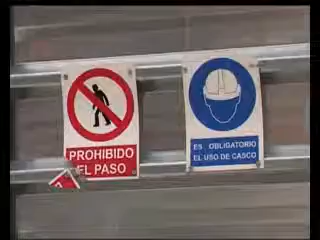 PROHIBIDO
EL PASO
ES OBLIGATORIO
EL USO DE CASCO